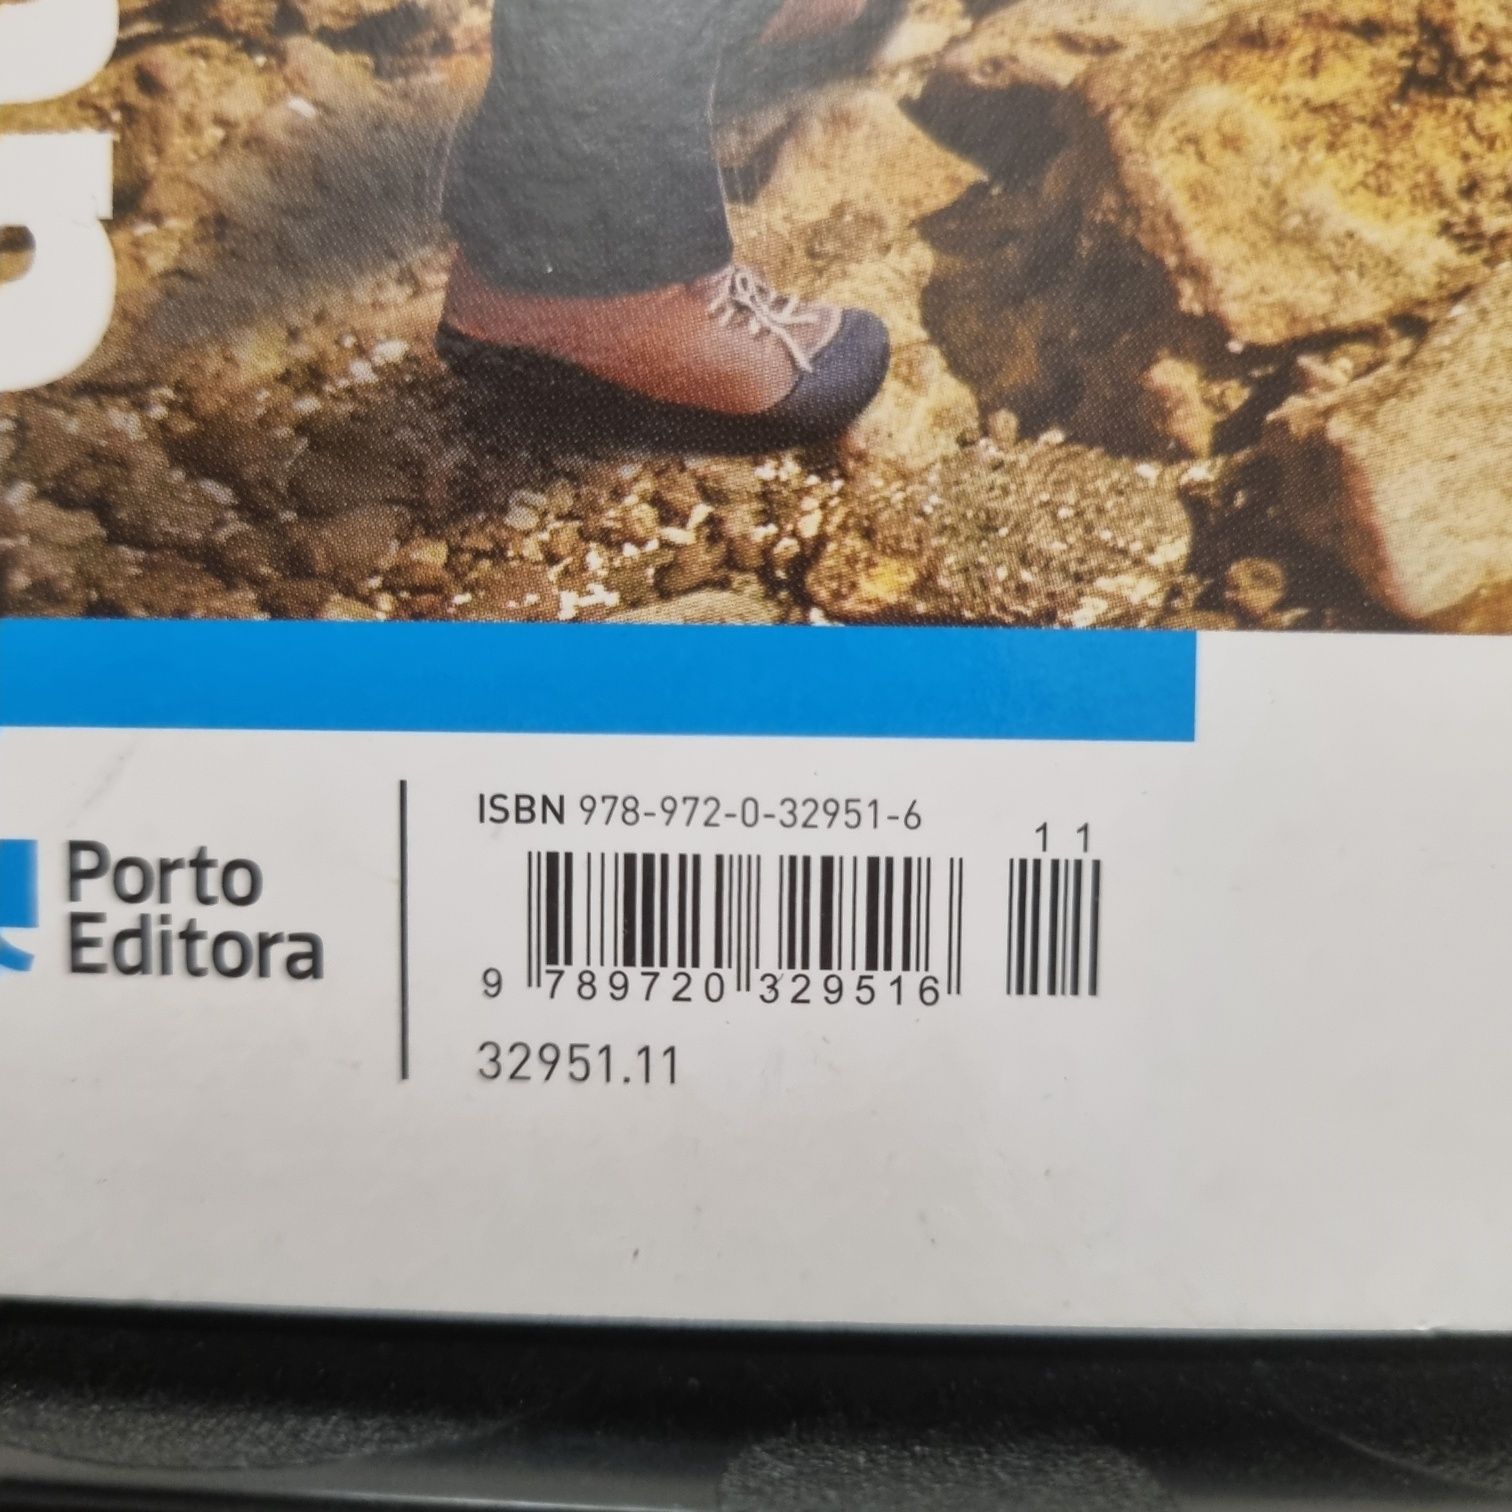 ISBN 978-972-0-32951-6
11
9 789720 329516
32951.11
Porto
Editora